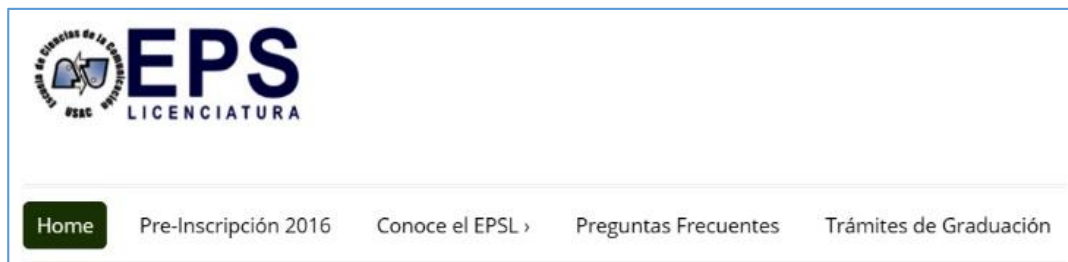 Escuela de Ciencias de la Comunicación
USAC
EPS
LICENCIATURA
Home Pre-Inscripción 2016 Conoce el EPSL › Preguntas Frecuentes Trámites de Graduación